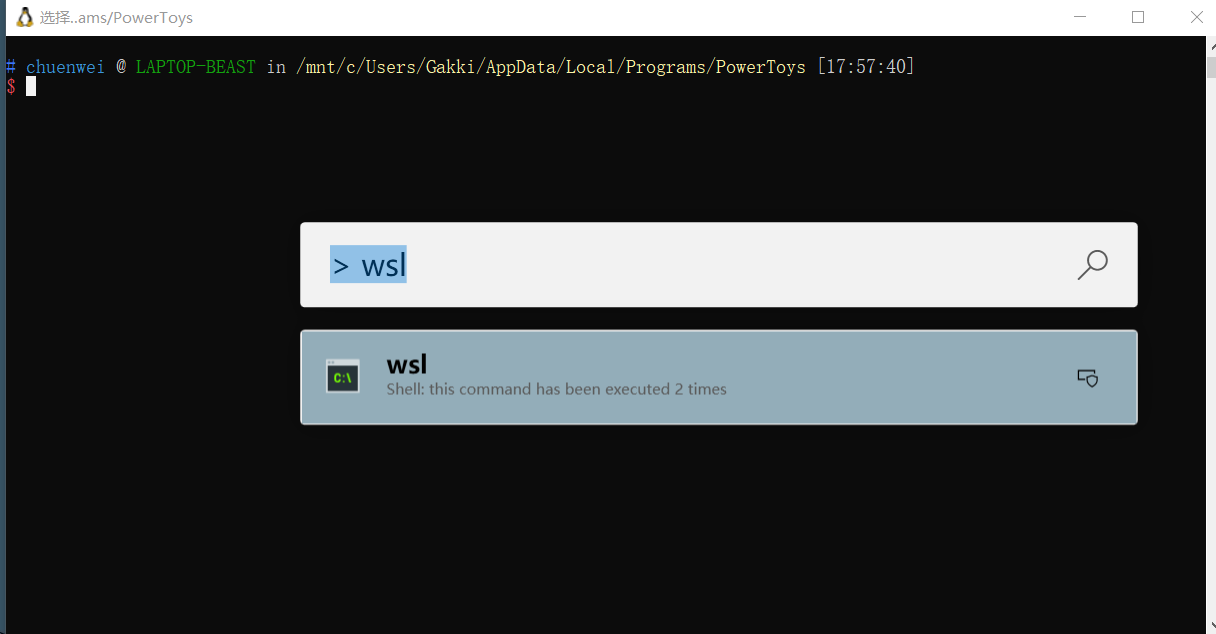 选择..ams/PowerToys
# chuenwei @ LAPTOP-BEAST in /mnt/c/Users/Gakki/AppData/Local/Programs/PowerToys [17:57:40]
$
> wsl
C:\
wsl
Shell: this command has been executed 2 times